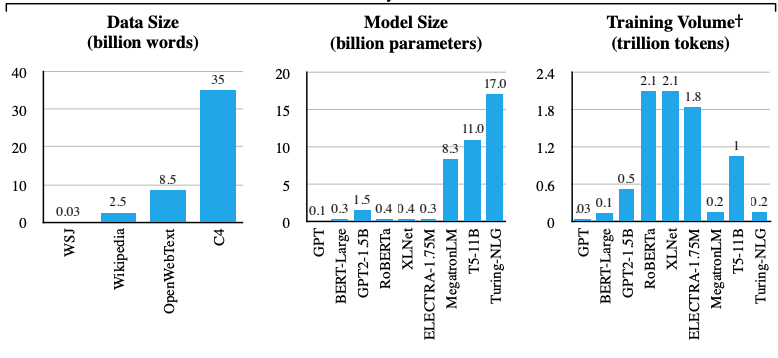 Data Size
(billion words)
40
30
20
10
0
0.03
2.5
8.5
35
WSJ
Wikipedia
OpenWebText
C4
Model Size
(billion parameters)
20
15
10
5
0
0.1
0.3
1.5
0.4
0.4
0.3
8.3
11.0
17.0
GPT
BERT-Large
GPT2-1.5B
RoBERTa
XLNet
ELECTRA-1.75M
MegatronLM
T5-11B
Turing-NLG
Training Volume†
(trillion tokens)
2.4
1.8
1.2
0.6
0
.03
0.1
0.5
2.1
2.1
1.8
0.2
1
0.2
GPT
BERT-Large
GPT2-1.5B
RoBERTa
XLNet
ELECTRA-1.75M
MegatronLM
T5-11B
Turing-NLG